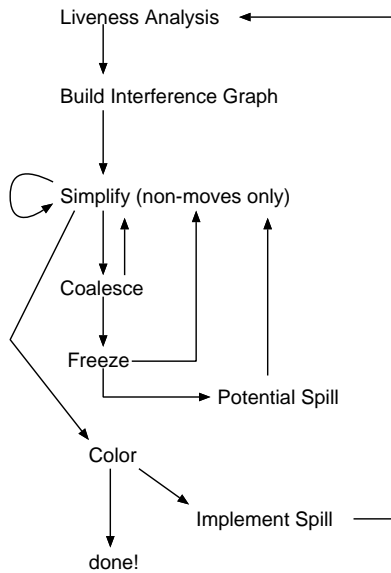 Liveness Analysis
Build Interference Graph
Simplify (non-moves only)
Coalesce
Freeze
Potential Spill
Color
Implement Spill
done!